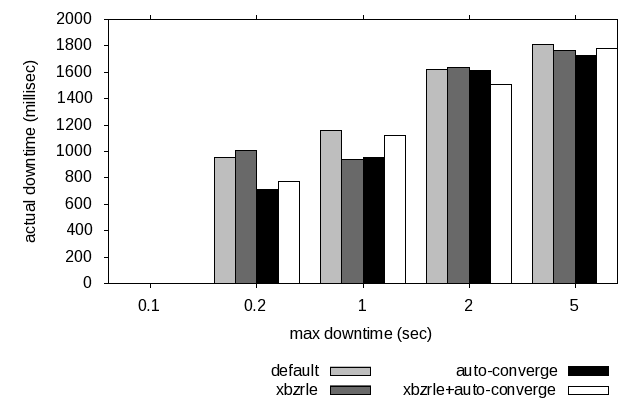 2000
1800
1600
1400
1200
1000
800
600
400
200
0
actual downtime (millisec)
0.1 0.2 1 2 5
max downtime (sec)
default auto-converge
xbzrle xbzrle+auto-converge